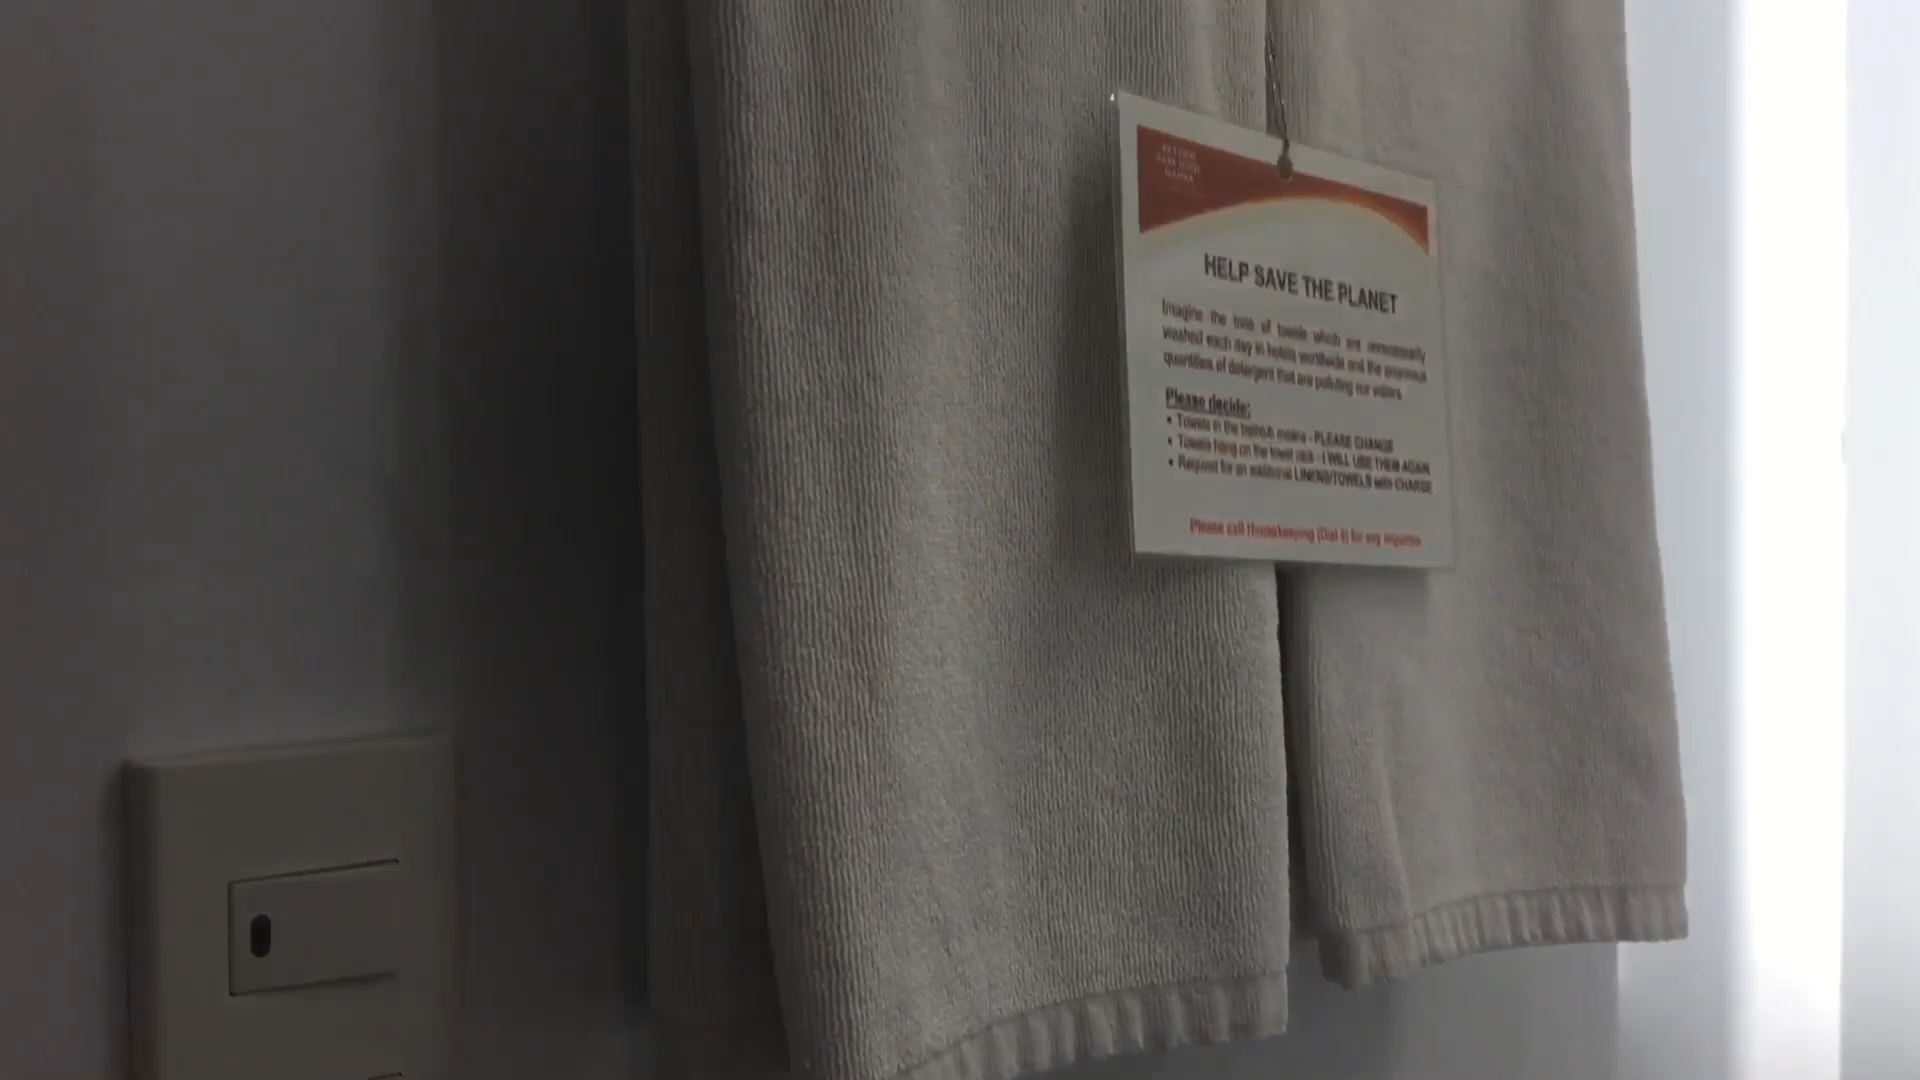 HELP SAVE THE PLANET
Imagine the tons of towels which are unnecessarily
washed each day in hotels worldwide and the enormous
quantities of detergent that are polluting our waters.
Please decide:
• Towels in the bathtub means - PLEASE CHANGE
• Towels hang on the towel rack - I WILL USE THEM AGAIN
• Request for an additional LINENS/TOWELS with CHARGE
Please call Housekeeping (Dial 6) for any inquiries